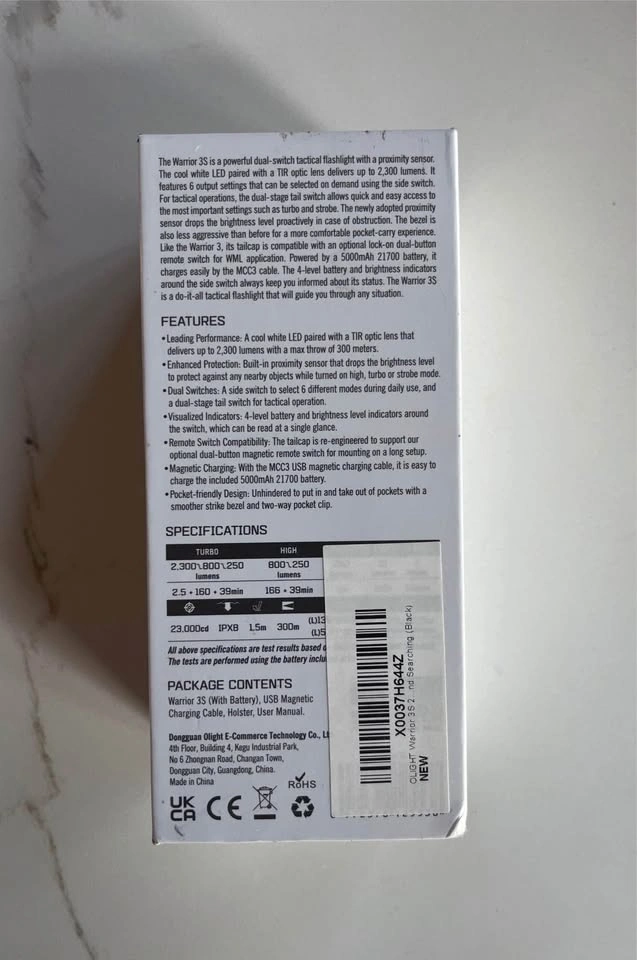 The Warrior 3S is a powerful dual-switch tactical flashlight with a proximity sensor.
The cool white LED paired with a TIR optic lens delivers up to 2,300 lumens. It
features 6 output settings that can be selected on demand using the side switch.
For tactical operations, the dual-stage tail switch allows quick and easy access to
the most important settings such as turbo and strobe. The newly adopted proximity
sensor drops the brightness level proactively in case of obstruction. The bezel is
also less aggressive than before for a more comfortable pocket-carry experience.
Like the Warrior 3, its tailcap is compatible with an optional lock-on dual-button
remote switch for WML application. Powered by a 5000mAh 21700 battery, it
charges easily by the MCC3 cable. The 4-level battery and brightness indicators
around the side switch always keep you informed about its status. The Warrior 3S
is a do-it-all tactical flashlight that will guide you through any situation.
FEATURES
•Leading Performance: A cool white LED paired with a TIR optic lens that
delivers up to 2,300 lumens with a max throw of 300 meters.
•Enhanced Protection: Built-in proximity sensor that drops the brightness level
to protect against any nearby objects while turned on high, turbo or strobe mode.
•Dual Switches: A side switch to select 6 different modes during daily use, and
a dual-stage tail switch for tactical operation.
•Visualized Indicators: 4-level battery and brightness level indicators around
the switch, which can be read at a single glance.
•Remote Switch Compatibility: The tailcap is re-engineered to support our
optional dual-button magnetic remote switch for mounting on a long setup.
•Magnetic Charging: With the MCC3 USB magnetic charging cable, it is easy to
charge the included 5000mAh 21700 battery.
•Pocket-friendly Design: Unhindered to put in and take out of pockets with a
smoother strike bezel and two-way pocket clip.
SPECIFICATIONS
TURBO HIGH
2,300\800\250 800\250
lumens lumens
2.5+160+39min 166+39min
23,000cd IPX8 1.5m 300m (L)13
(L)5
All above specifications are test results based o
The tests are performed using the battery inclu
PACKAGE CONTENTS
Warrior 3S (With Battery), USB Magnetic
Charging Cable, Holster, User Manual.
Dongguan Olight E-Commerce Technology Co., Lt
4th Floor, Building 4, Kegu Industrial Park,
No 6 Zhongnan Road, Changan Town,
Dongguan City, Guangdong, China.
Made in China
RoHS
UK
CA CE
X0037H644Z
OLIGHT Warrior 3S 2...nd Searching (Black)
NEW